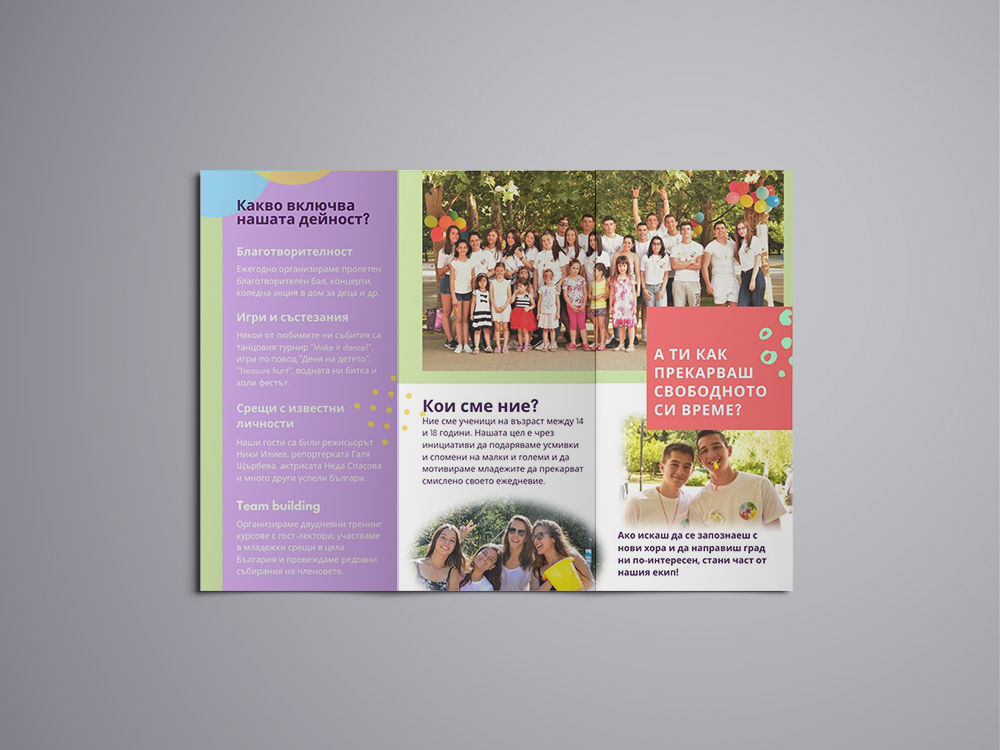 Какво включва
нашата дейност?
Благотворителност
Ежегодно организираме пролетен
благотворителен бал, концерти,
коледна акция в дом за деца и др.
Игри и състезания
Някои от любимите ни събития са
танцовия турнир "Make it dance!",
игри по повод "Деня на детето",
"Treasure hunt", водната ни битка и
холи фестът.
Срещи с известни
личности
Наши гости са били режисьорът
Ники Илиев, репортерката Галя
Щърбева, актрисата Неда Спасова
и много други успели българи.
Team building
Организираме двудневни тренинг
курсове с гост-лектори, участваме
в младежки срещи в цяла
България и провеждаме редовни
събирания на членовете.
Кои сме ние?
Ние сме ученици на възраст между 14
и 18 години. Нашата цел е чрез
инициативи да подаряваме усмивки
и спомени на малки и големи и да
мотивираме младежите да прекарват
смислено своето ежедневие.
А ТИ КАК
ПРЕКАРВАШ
СВОБОДНОТО
СИ ВРЕМЕ?
Ако искаш да се запознаеш с
нови хора и да направиш град
ни по-интересен, стани част от
нашия екип!